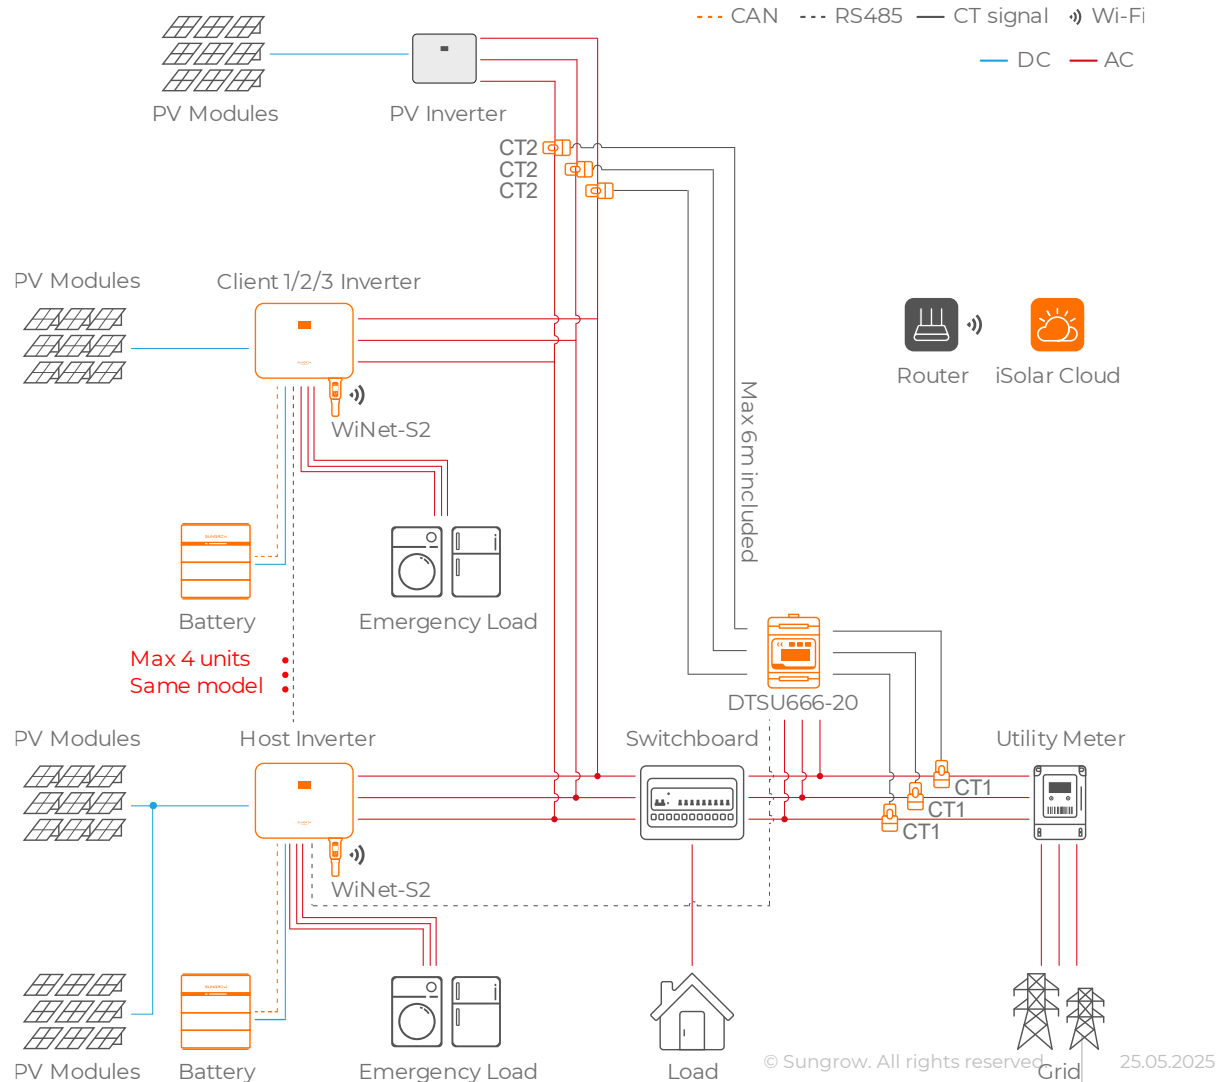 CAN RS485 CT signal Wi-Fi
DC AC
PV Modules
PV Inverter
CT2
CT2
CT2
PV Modules
Client 1/2/3 Inverter
WiNet-S2
Router
iSolar Cloud
Max 6m included
Battery
Emergency Load
Max 4 units
Same model
DTSU666-20
PV Modules
Host Inverter
Switchboard
Utility Meter
CT1
CT1
CT1
WiNet-S2
PV Modules
Battery
Emergency Load
Load
Grid
© Sungrow. All rights reserved
25.05.2025